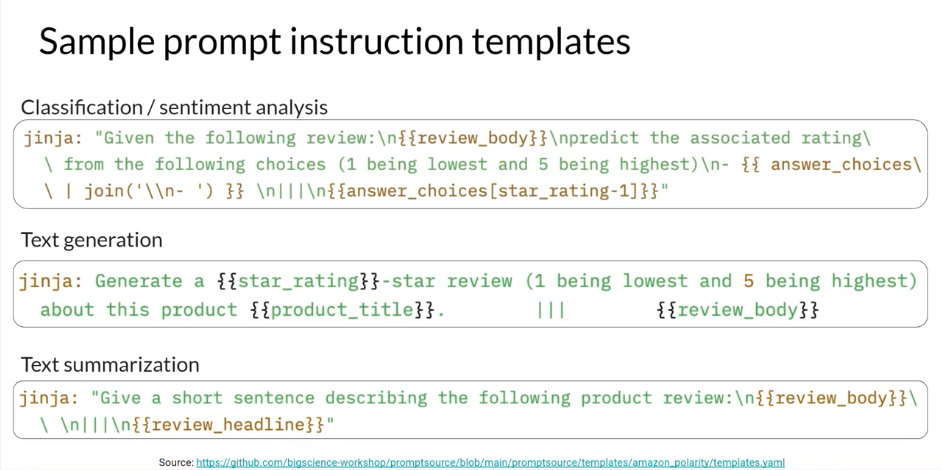 Sample prompt instruction templates
Classification / sentiment analysis
jinja: "Given the following review:\n{{review_body}}\npredict the associated rating\
\ from the following choices (1 being lowest and 5 being highest)\n- {{ answer_choices\
\ | join('\\n- ') }} \n|||\n{{answer_choices[star_rating-1]}}"
Text generation
jinja: Generate a {{star_rating}}-star review (1 being lowest and 5 being highest)
about this product {{product_title}}. ||| {{review_body}}
Text summarization
jinja: "Give a short sentence describing the following product review:\n{{review_body}}\
\ \n|||\n{{review_headline}}"
Source: https://github.com/bigscience-workshop/promptsource/blob/main/promptsource/templates/amazon_polarity/templates.yaml